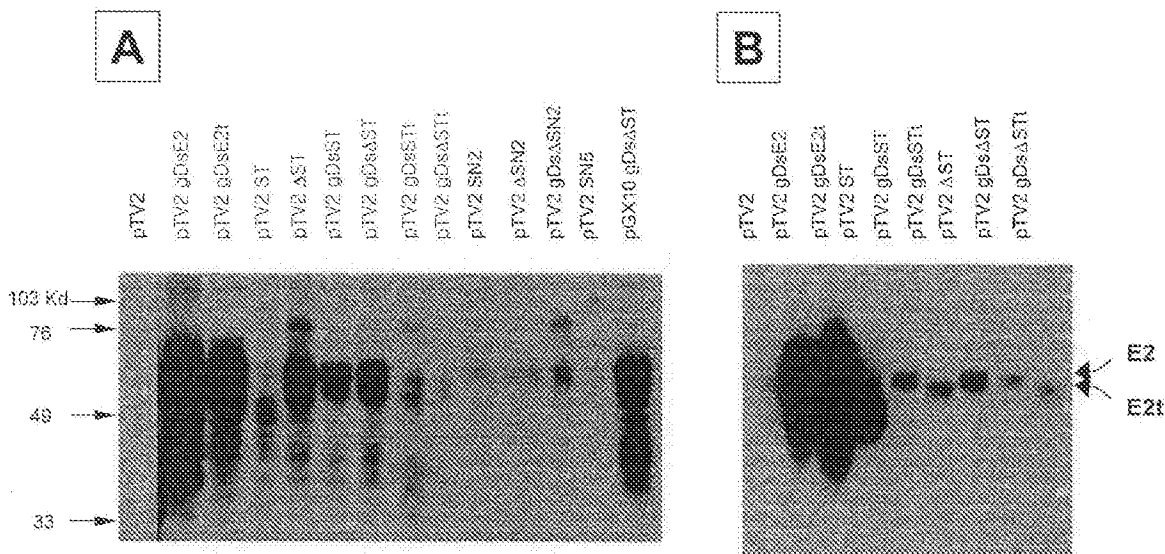 A
B
pTV2
pTV2 gDsE2
pTV2 gDsE2t
pTV2 ST
pTV2 ΔST
pTV2 gDsST
pTV2 gDsΔST
pTV2 gDsSTt
pTV2 gDsΔSTt
pTV2 SN2
pTV2 ΔSN2
pTV2 gDsΔSN2
pTV2 SN5
pGX10 gDsΔST
pTV2
pTV2 gDsE2
pTV2 gDsE2t
pTV2 ST
pTV2 gDsST
pTV2 gDsSTt
pTV2 ΔST
pTV2 gDsΔST
pTV2 gDsΔSTt
103 Kd
76
49
33
E2
E2t